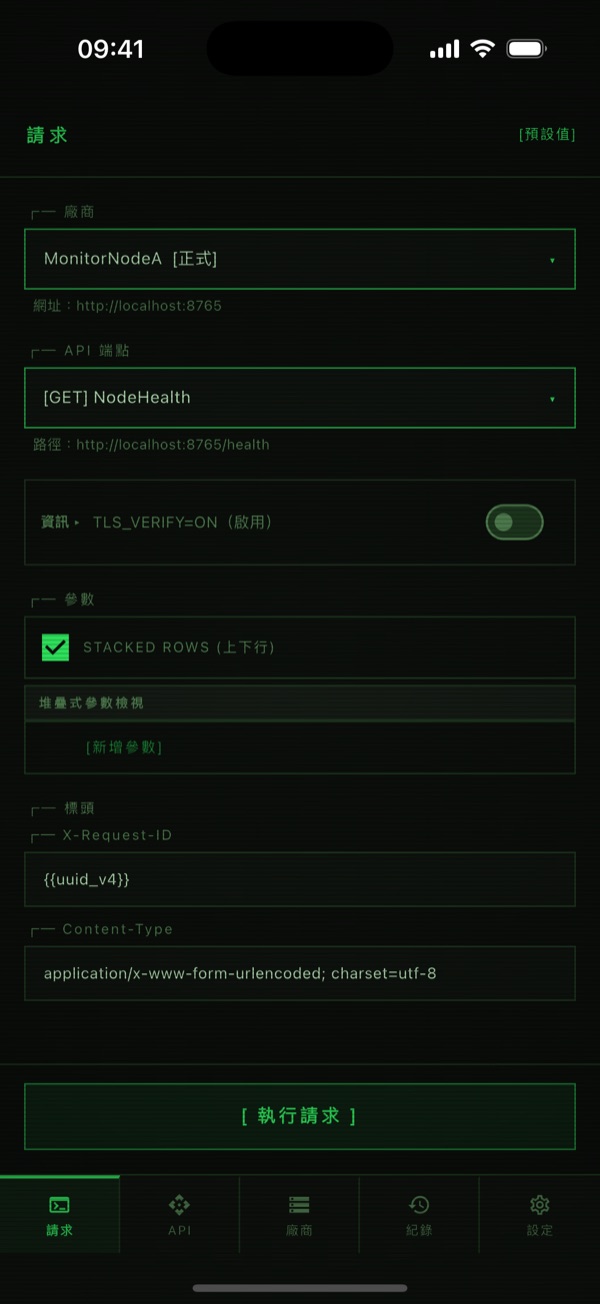 09:41
請求 [預設值]
┌── 廠商
MonitorNodeA [正式] ▾
網址：http://localhost:8765
┌── API 端點
[GET] NodeHealth ▾
路徑：http://localhost:8765/health
資訊 ▸ TLS_VERIFY=ON（啟用）
┌── 參數
STACKED ROWS (上下行)
堆疊式參數檢視
[新增參數]
┌── 標頭
┌── X-Request-ID
{{uuid_v4}}
┌── Content-Type
application/x-www-form-urlencoded; charset=utf-8
[ 執行請求 ]
請求 API 廠商 紀錄 設定